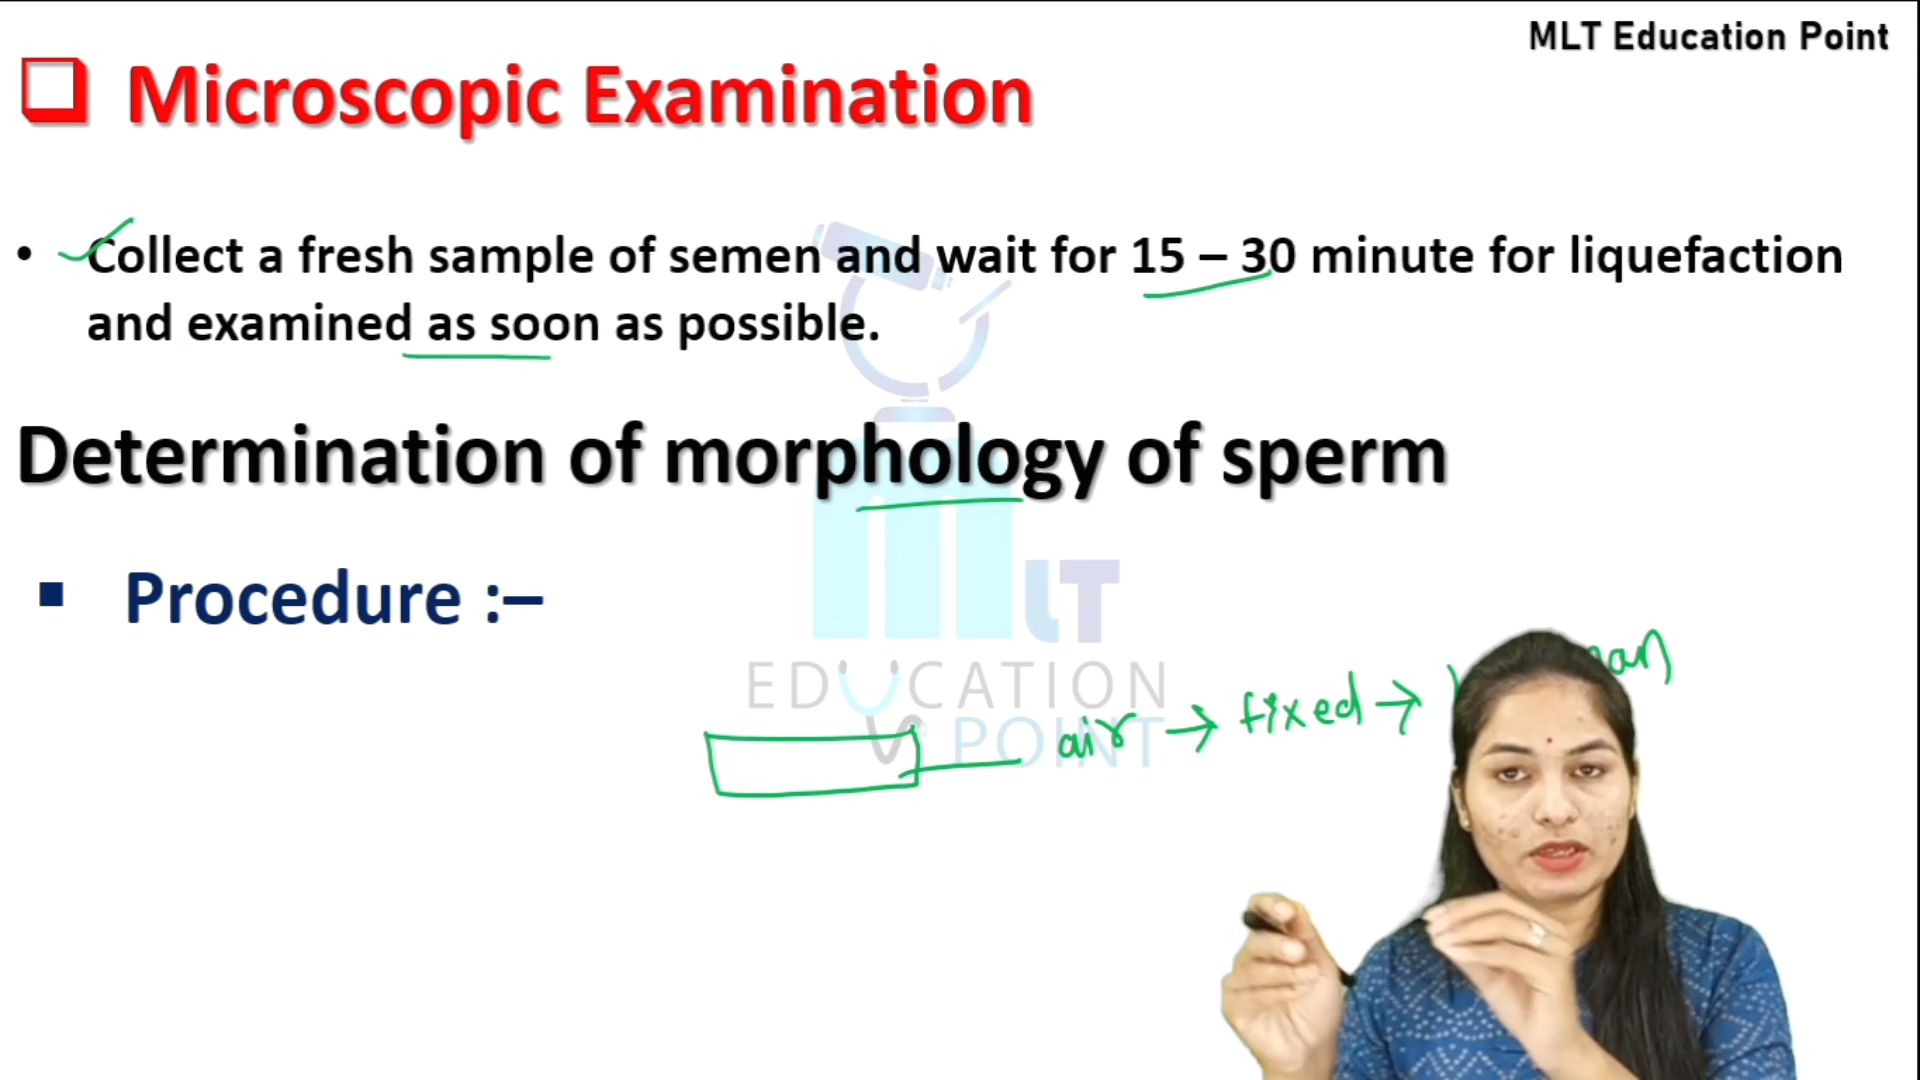 MLT Education Point
Microscopic Examination
• Collect a fresh sample of semen and wait for 15 – 30 minute for liquefaction
and examined as soon as possible.
Determination of morphology of sperm
▪ Procedure :–
MLT
EDUCATION
POINT
air → fixed →